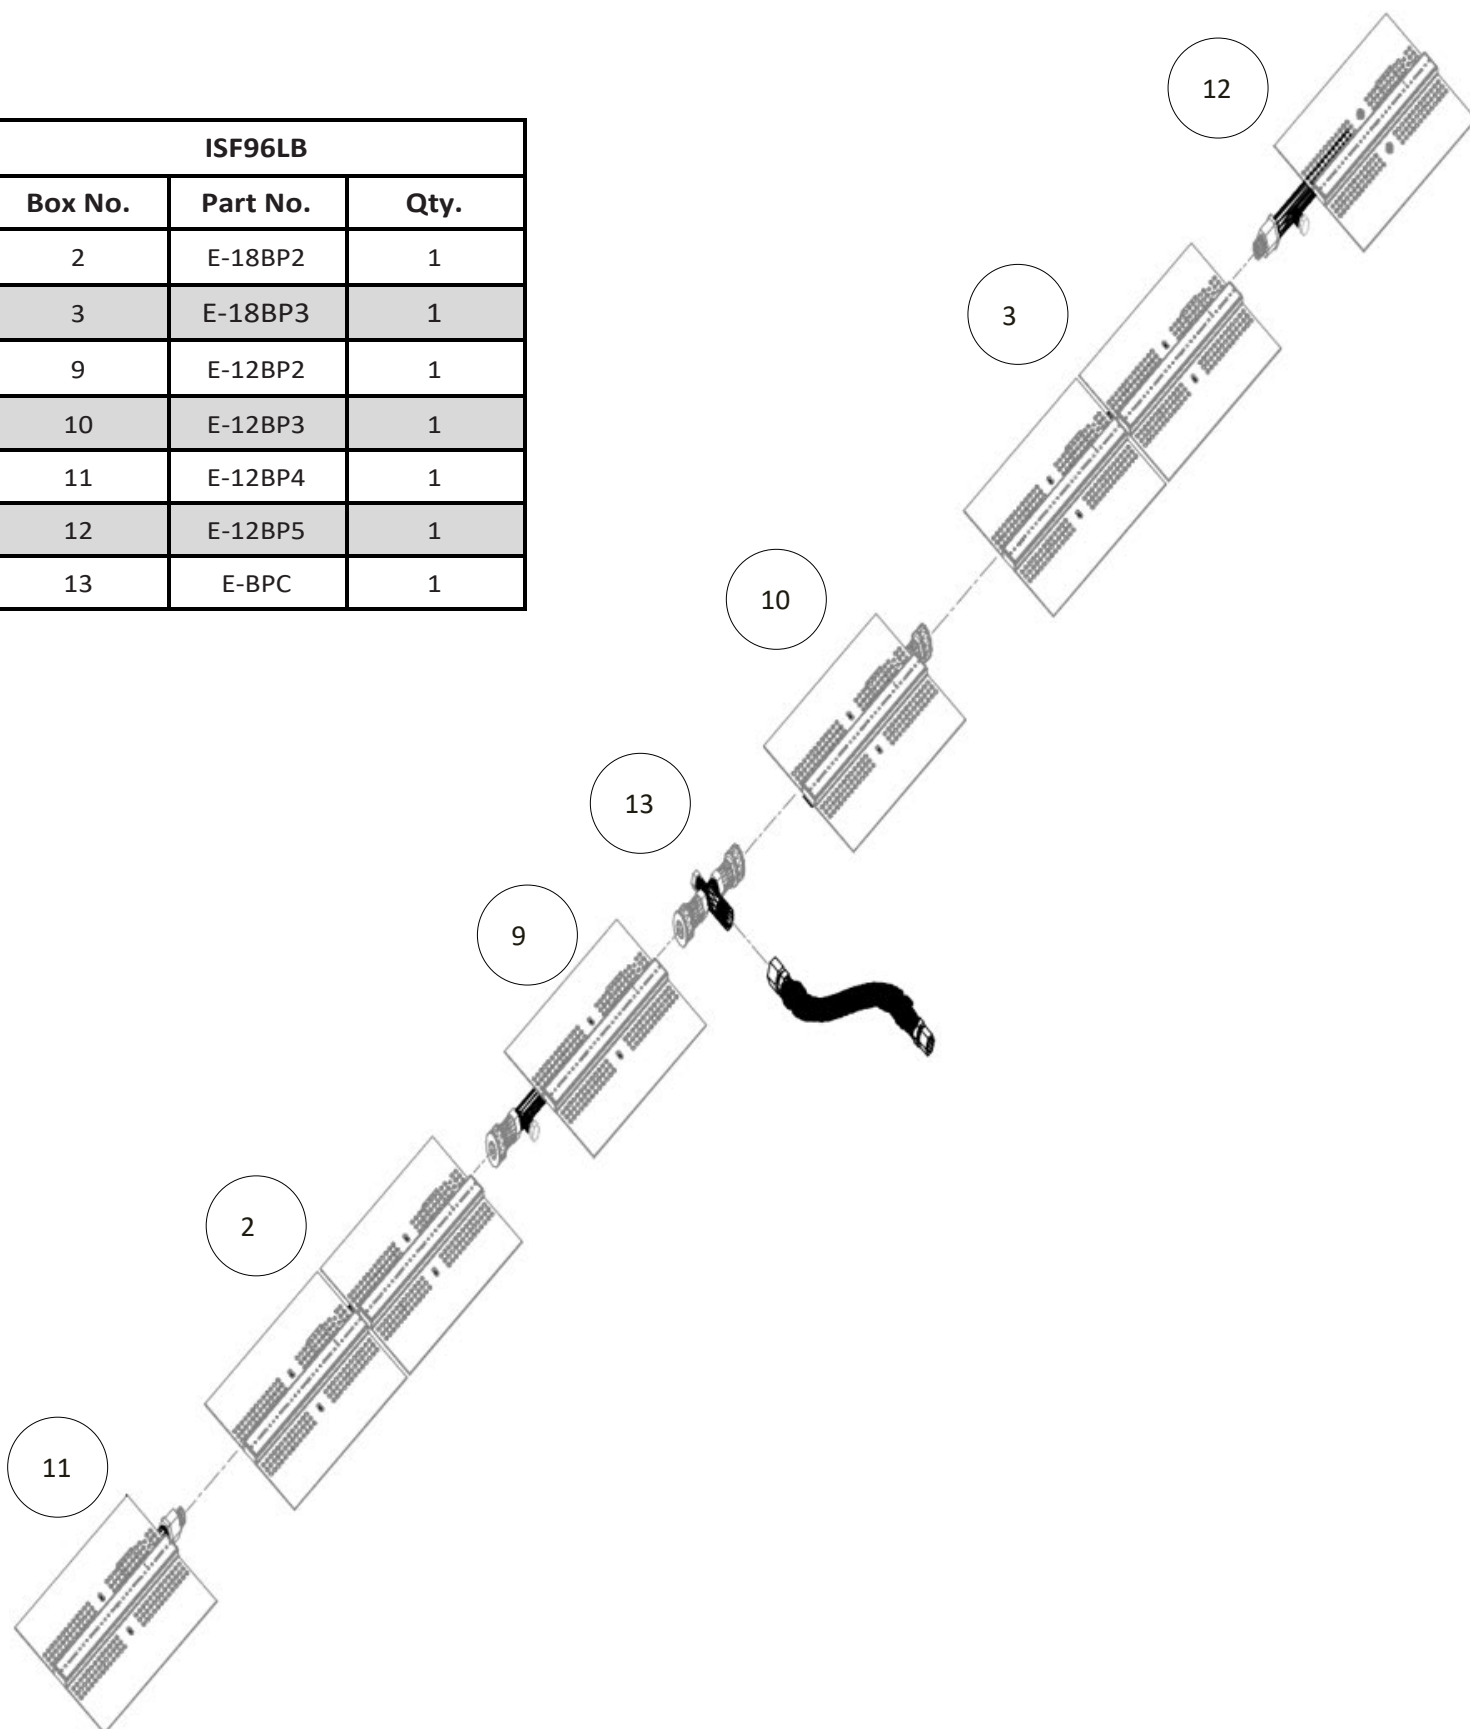 12
ISF96LB
Box No. Part No. Qty.
2 E-18BP2 1
3 E-18BP3 1
9 E-12BP2 1
10 E-12BP3 1
11 E-12BP4 1
12 E-12BP5 1
13 E-BPC 1
3
10
13
9
2
11